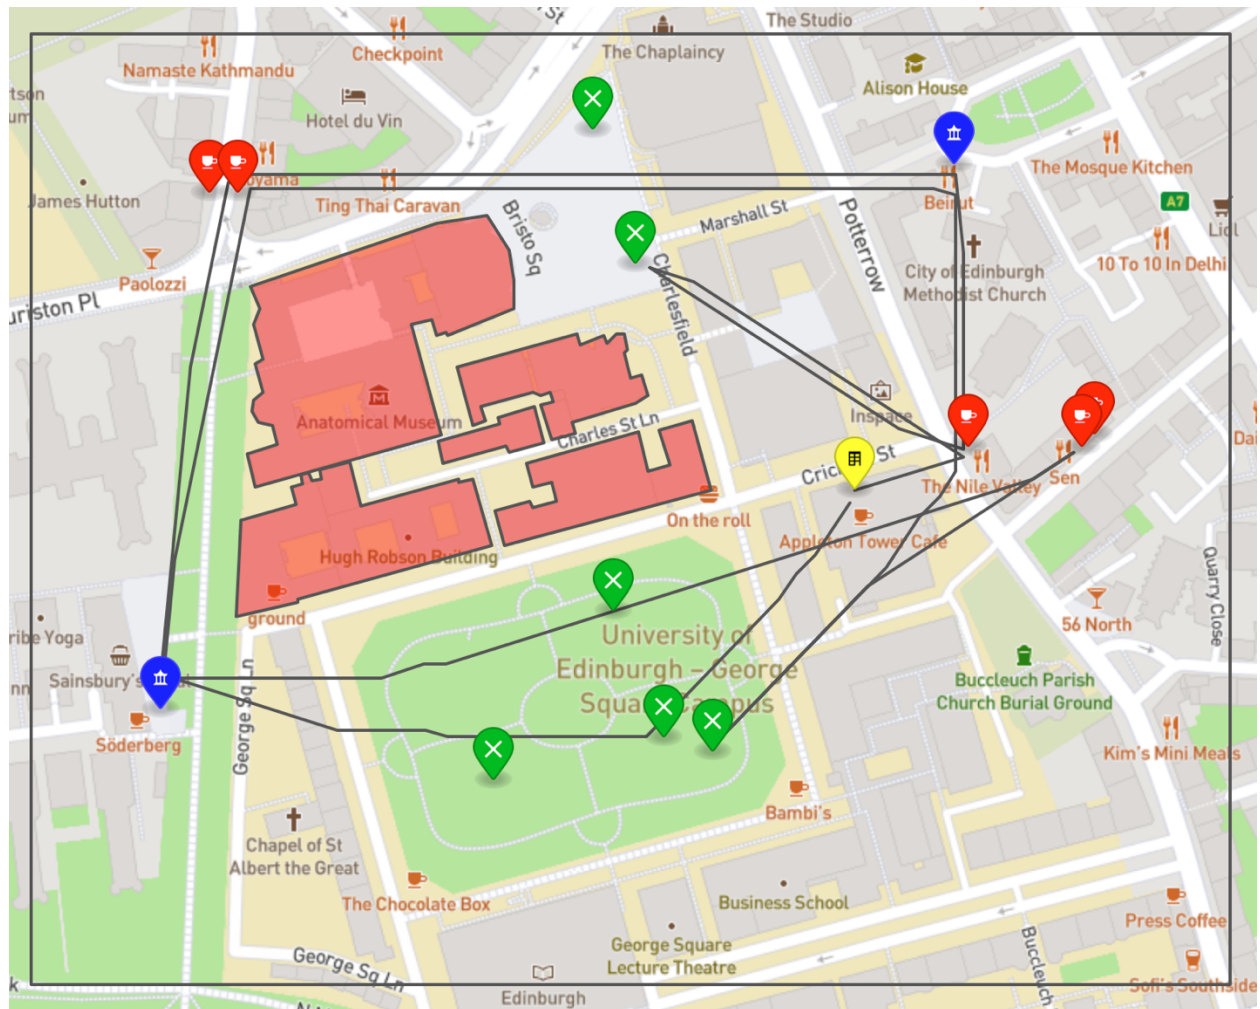 The Studio
St
Checkpoint
The Chaplaincy
Namaste Kathmandu
Alison House
Hotel du Vin
The Mosque Kitchen
James Hutton
Ting Thai Caravan
Beirut
A7
Lidl
Bristo Sq
Marshall St
Potterrow
City of Edinburgh
Methodist Church
10 To 10 In Delhi
Paolozzi
Charlesfield
Anatomical Museum
Inspace
Charles St Ln
The Nile Valley
Sen
On the roll
Appleton Tower Cafe
Hugh Robson Building
Quarry Close
ground
56 North
University of
Edinburgh – George
Buccleuch Parish
Church Burial Ground
Söderberg
George Sq Ln
Kim's Mini Meals
Bambi's
Chapel of St
Albert the Great
The Chocolate Box
Business School
Press Coffee
George Square
Lecture Theatre
George Sq Ln
Edinburgh
Buccleuch
Sofi's Southside